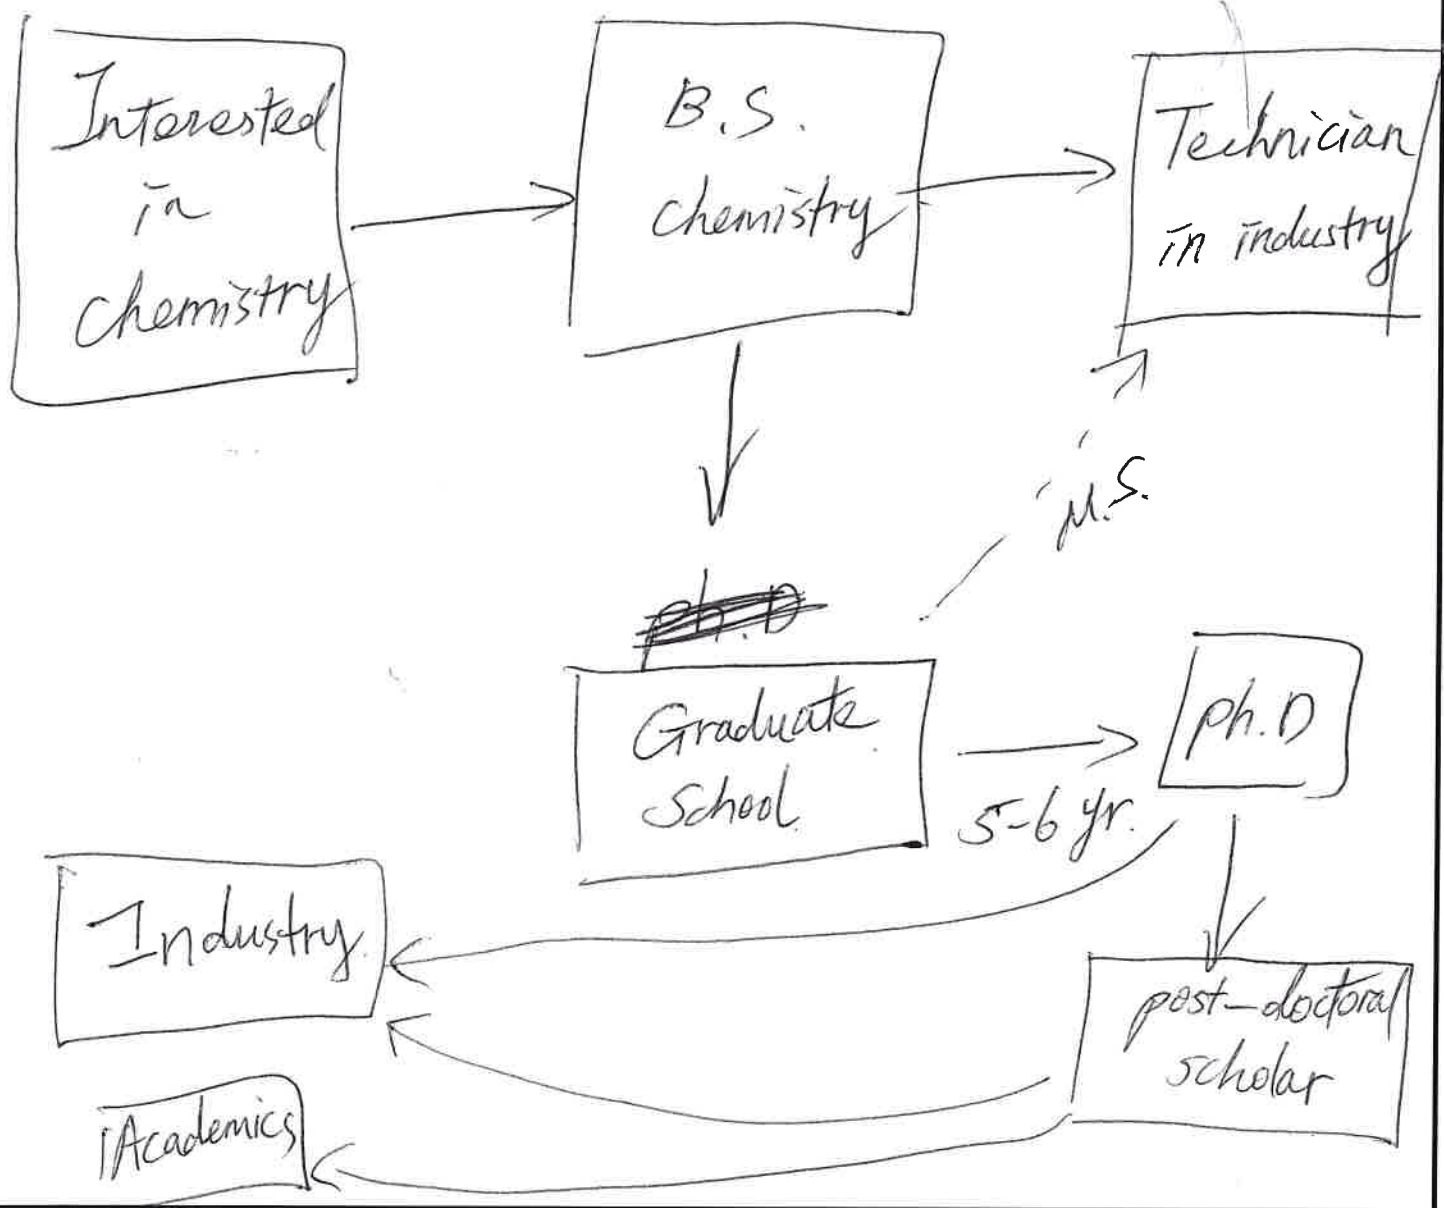 Interested
in
chemistry
B.S.
chemistry
Technician
in industry
M.S.
ph.D
Graduate
School
5-6 yr.
ph.D
Industry
post-doctoral
scholar
Academics